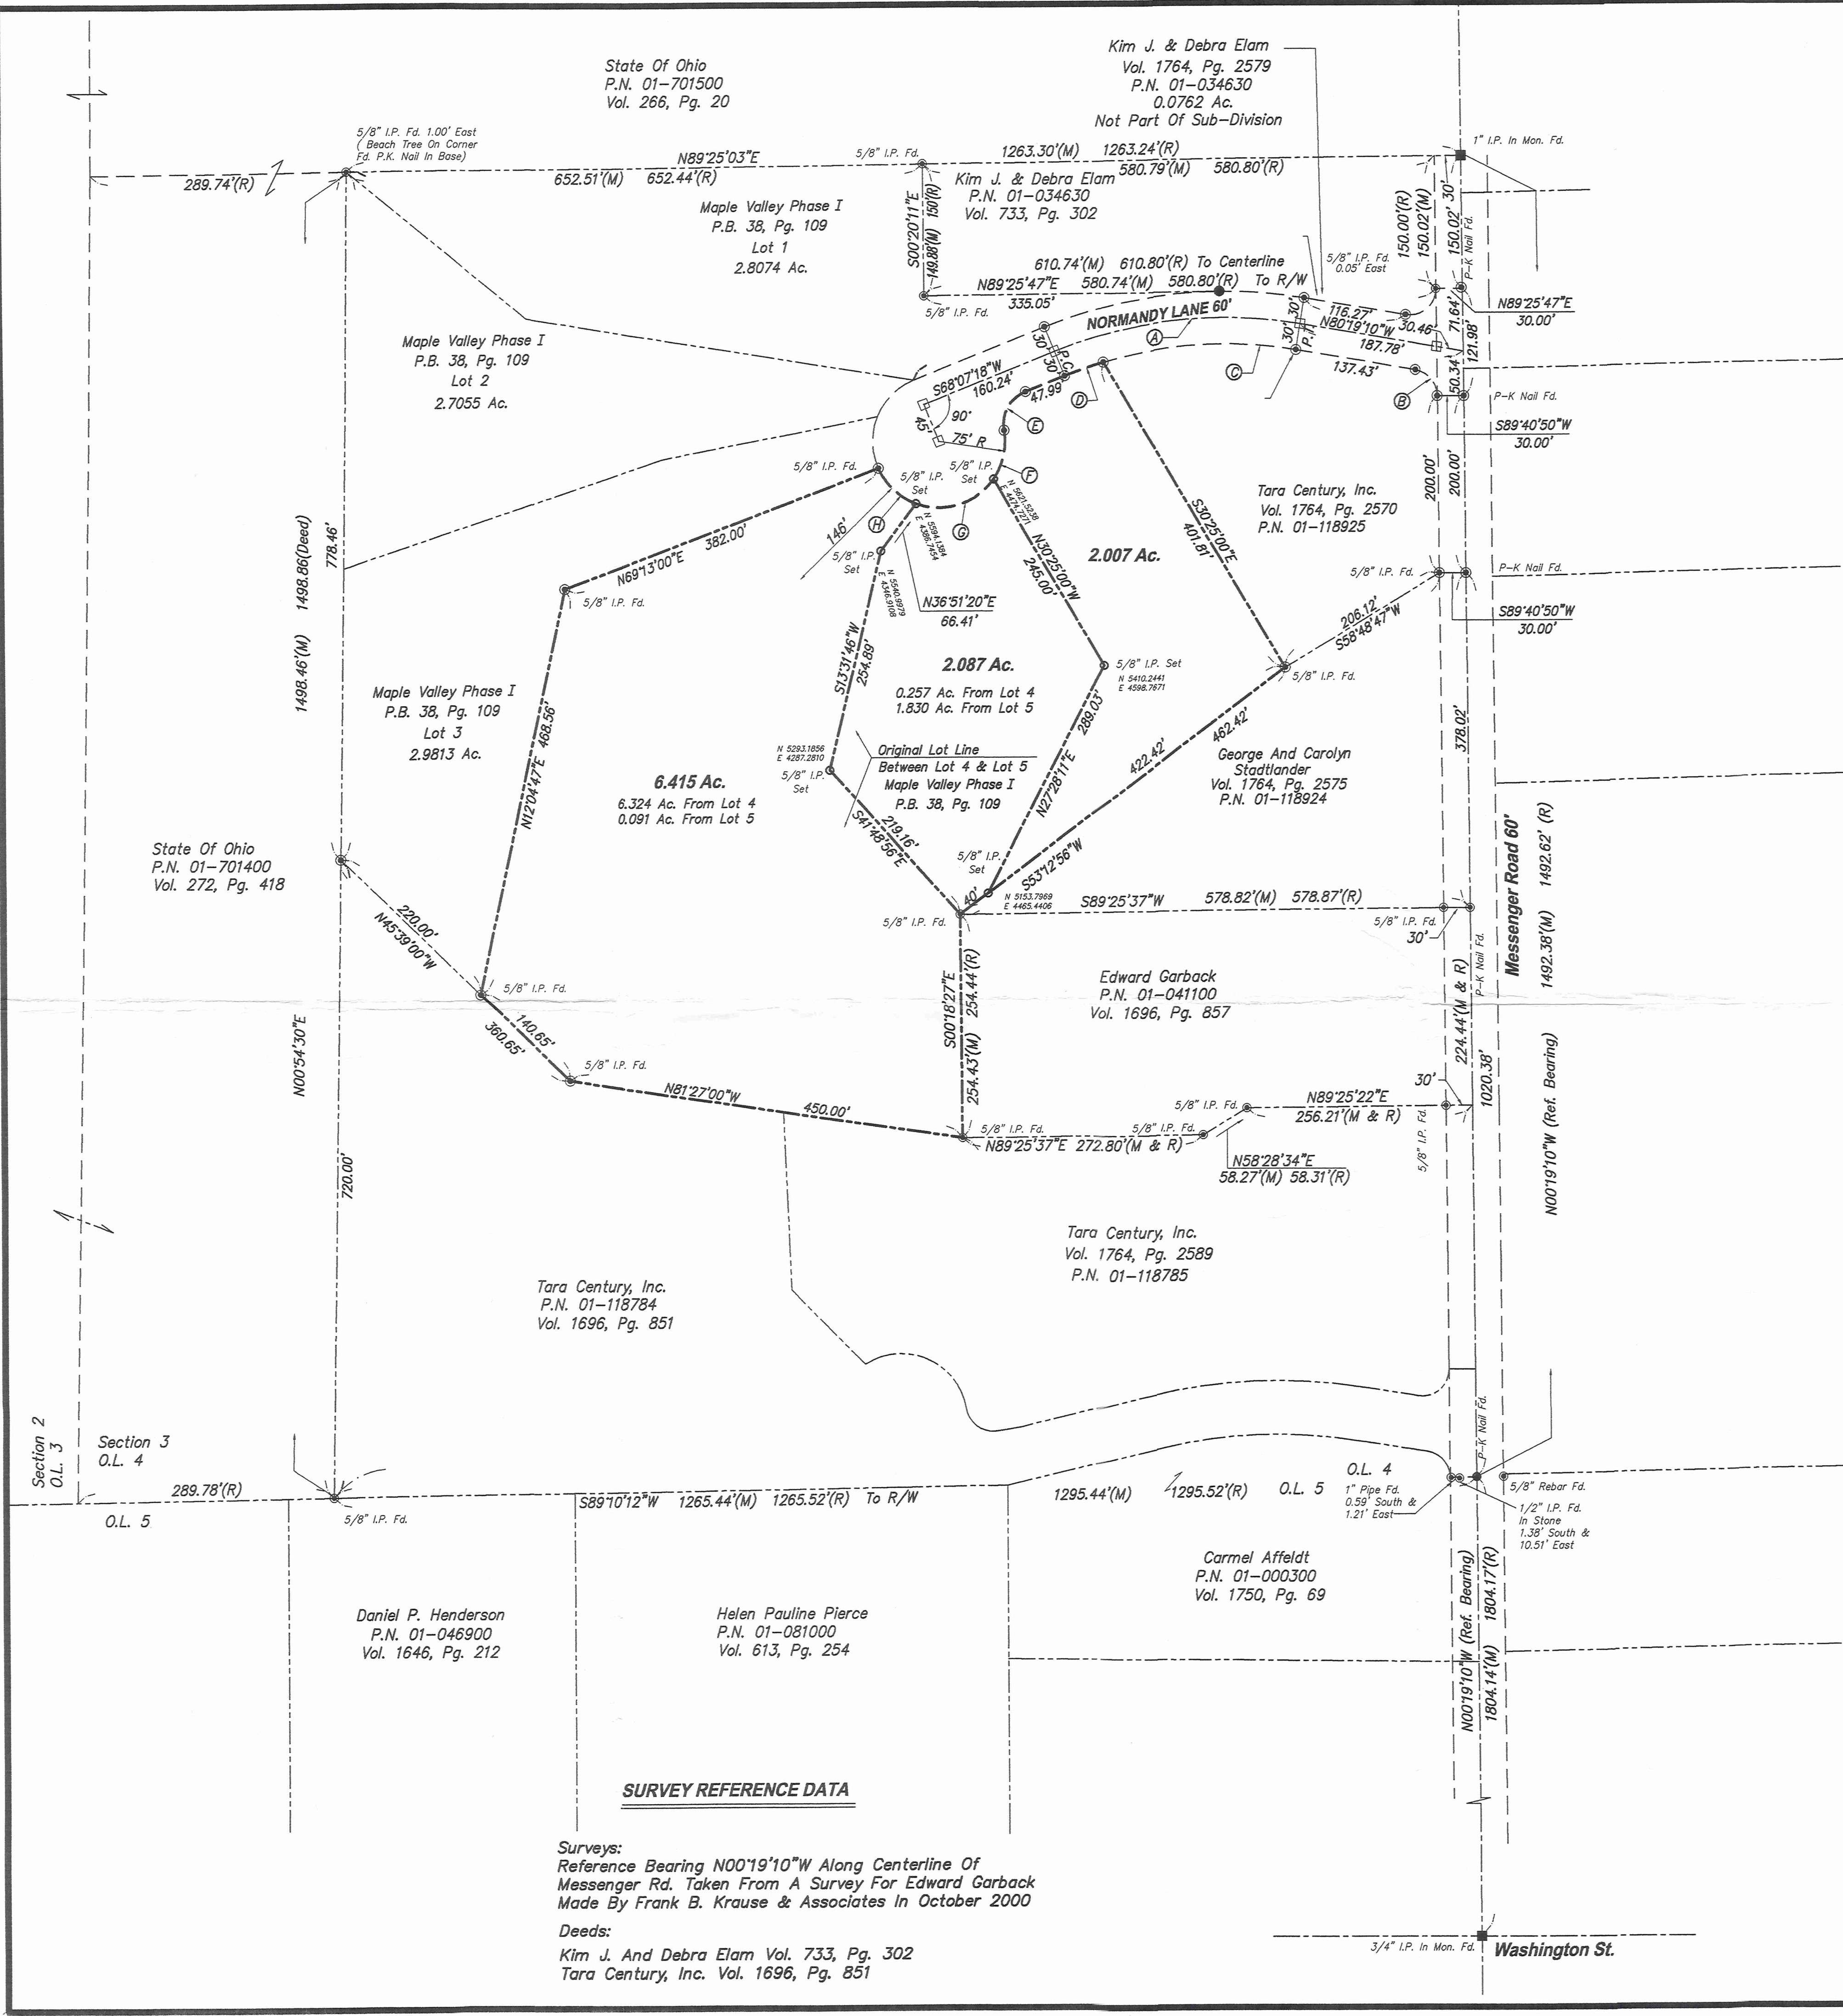 State Of Ohio
P.N. 01-701500
Vol. 266, Pg. 20
Kim J. & Debra Elam
Vol. 1764, Pg. 2579
P.N. 01-034630
0.0762 Ac.
Not Part Of Sub-Division
5/8" I.P. Fd. 1.00' East
( Beach Tree On Corner
Fd. P.K. Nail In Base)
289.74'(R)
N89°25'03"E
652.51'(M) 652.44'(R)
5/8" I.P. Fd.
1263.30'(M) 1263.24'(R)
580.79'(M) 580.80'(R)
1" I.P. In Mon. Fd.
Kim J. & Debra Elam
P.N. 01-034630
Vol. 733, Pg. 302
Maple Valley Phase I
P.B. 38, Pg. 109
Lot 1
2.8074 Ac.
S00°20'11"E
149.88'(M) 150'(R)
5/8" I.P. Fd.
610.74'(M) 610.80'(R) To Centerline
N89°25'47"E 580.74'(M) 580.80'(R) To R/W
335.05'
5/8" I.P. Fd.
0.05' East
150.00'(R)
150.02'(M)
150.02'
30'
P-K Nail Fd.
N89°25'47"E
30.00'
NORMANDY LANE 60'
A
116.27'
N80°19'10"W
30.46'
187.78'
137.43'
30'
30'
P.T.
C
B
71.64'
121.98'
50.34'
P-K Nail Fd.
S89°40'50"W
30.00'
30'
30'
P.C.
S68°07'18"W
160.24'
47.99
D
90°
45'
75' R
E
F
G
H
Maple Valley Phase I
P.B. 38, Pg. 109
Lot 2
2.7055 Ac.
5/8" I.P. Fd.
5/8" I.P.
Set
5/8" I.P.
Set
N 5621.5238
E 4474.7271
N 5594.1384
E 4386.7454
146'
5/8" I.P.
Set
N 5540.9979
E 4346.9108
N36°51'20"E
66.41'
N69°13'00"E 382.00'
5/8" I.P. Fd.
1498.46'(M) 1498.86(Deed)
778.46'
Tara Century, Inc.
Vol. 1764, Pg. 2570
P.N. 01-118925
200.00'
200.00'
S30°25'00"E
401.81'
N30°25'00"W
245.00'
2.007 Ac.
5/8" I.P. Fd.
P-K Nail Fd.
S89°40'50"W
30.00'
206.12'
S58°48'47"W
5/8" I.P. Fd.
5/8" I.P. Set
N 5410.2441
E 4598.7671
S13°31'46"W
254.89'
2.087 Ac.
0.257 Ac. From Lot 4
1.830 Ac. From Lot 5
Maple Valley Phase I
P.B. 38, Pg. 109
Lot 3
2.9813 Ac.
N12°04'47"E 468.56'
6.415 Ac.
6.324 Ac. From Lot 4
0.091 Ac. From Lot 5
N 5293.1856
E 4287.2810
5/8" I.P.
Set
Original Lot Line
Between Lot 4 & Lot 5
Maple Valley Phase I
P.B. 38, Pg. 109
289.03'
N27°28'11"E
462.42'
422.42'
S53°12'56"W
George And Carolyn
Stadtlander
Vol. 1764, Pg. 2575
P.N. 01-118924
378.02'
219.16'
S41°48'56"E
5/8" I.P.
Set
40'
N 5153.7969
E 4465.4406
5/8" I.P. Fd.
S89°25'37"W 578.82'(M) 578.87'(R)
5/8" I.P. Fd.
30'
Messenger Road 60'
1492.38'(M) 1492.62' (R)
N00°19'10"W (Ref. Bearing)
State Of Ohio
P.N. 01-701400
Vol. 272, Pg. 418
220.00'
N45°39'00"W
5/8" I.P. Fd.
140.65'
360.65'
5/8" I.P. Fd.
N81°27'00"W 450.00'
S00°18'27"E
254.43'(M) 254.44'(R)
Edward Garback
P.N. 01-041100
Vol. 1696, Pg. 857
224.44'(M & R)
P-K Nail Fd.
1020.38'
30'
5/8" I.P. Fd.
5/8" I.P. Fd.
N89°25'22"E
256.21'(M & R)
5/8" I.P. Fd.
5/8" I.P. Fd.
N89°25'37"E 272.80'(M & R)
N58°28'34"E
58.27'(M) 58.31'(R)
N00°54'30"E
720.00'
Tara Century, Inc.
Vol. 1764, Pg. 2589
P.N. 01-118785
Tara Century, Inc.
P.N. 01-118784
Vol. 1696, Pg. 851
Section 2
O.L. 3
Section 3
O.L. 4
289.78'(R)
O.L. 5
5/8" I.P. Fd.
S89°10'12"W 1265.44'(M) 1265.52'(R) To R/W
1295.44'(M) 1295.52'(R)
O.L. 5
O.L. 4
1" Pipe Fd.
0.59' South &
1.21' East
P-K Nail Fd.
5/8" Rebar Fd.
1/2" I.P. Fd.
In Stone
1.38' South &
10.51' East
Daniel P. Henderson
P.N. 01-046900
Vol. 1646, Pg. 212
Helen Pauline Pierce
P.N. 01-081000
Vol. 613, Pg. 254
Carmel Affeldt
P.N. 01-000300
Vol. 1750, Pg. 69
N00°19'10"W (Ref. Bearing)
1804.14'(M) 1804.17'(R)
SURVEY REFERENCE DATA
Surveys:
Reference Bearing N00°19'10"W Along Centerline Of
Messenger Rd. Taken From A Survey For Edward Garback
Made By Frank B. Krause & Associates In October 2000
Deeds:
Kim J. And Debra Elam Vol. 733, Pg. 302
Tara Century, Inc. Vol. 1696, Pg. 851
3/4" I.P. In Mon. Fd.
Washington St.